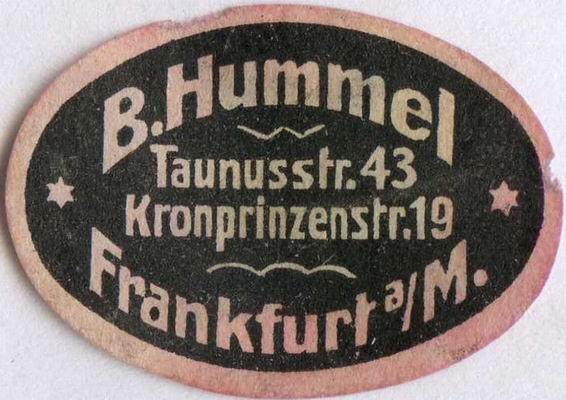 B. Hummel
Taunusstr. 43
Kronprinzenstr. 19
Frankfurt a/M.